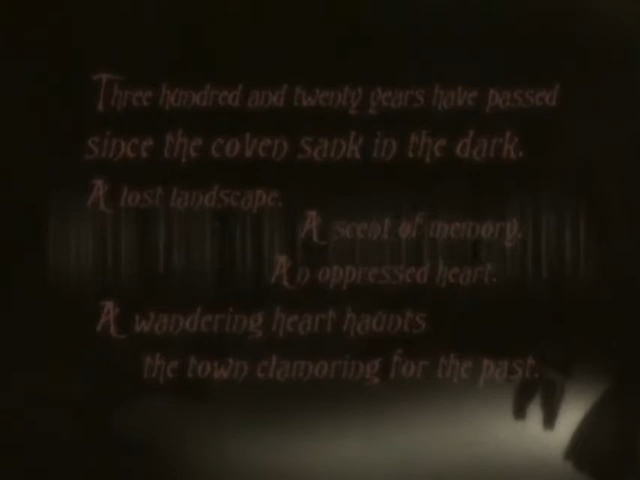 Three hundred and twenty years have passed
since the coven sank in the dark.
A lost landscape.
A scent of memory.
An oppressed heart.
A wandering heart haunts
the town clamoring for the past.